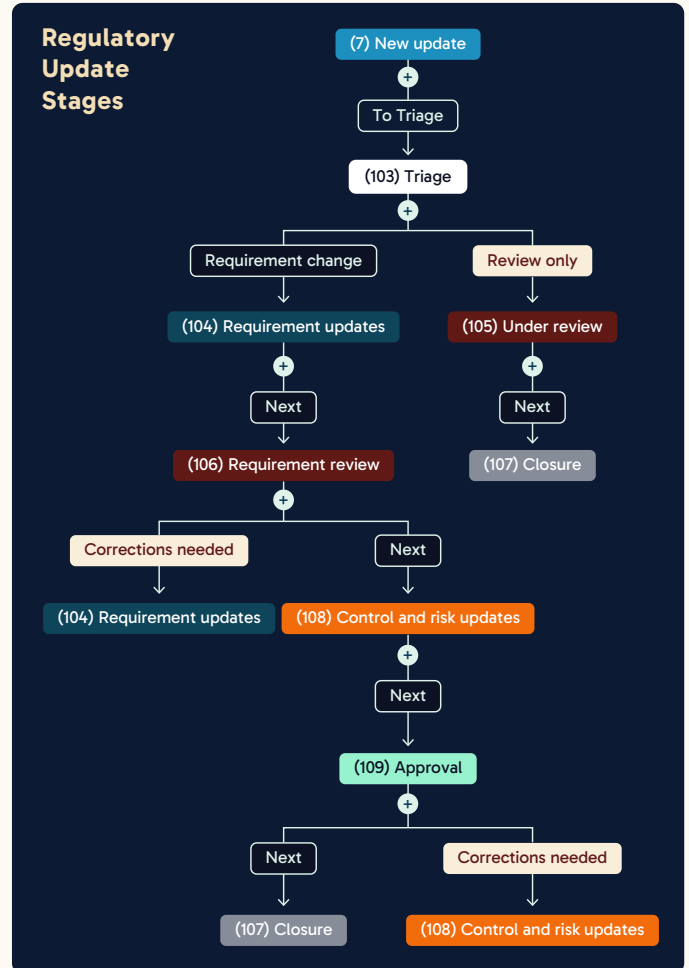 Regulatory
Update
Stages
(7) New update
+
To Triage
(103) Triage
+
Requirement change
Review only
(104) Requirement updates
(105) Under review
+
+
Next
Next
(106) Requirement review
(107) Closure
+
Corrections needed
Next
(104) Requirement updates
(108) Control and risk updates
+
Next
(109) Approval
+
Next
Corrections needed
(107) Closure
(108) Control and risk updates